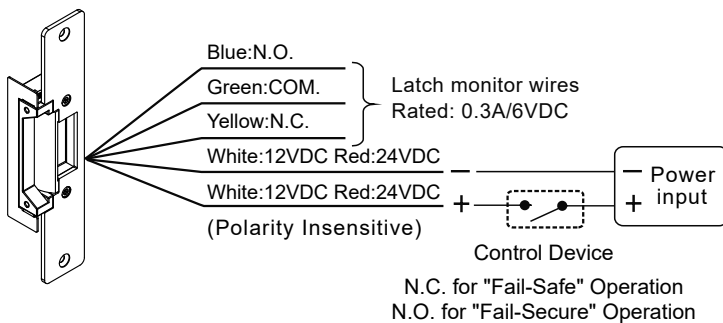 Blue:N.O.
Green:COM.
Yellow:N.C.
Latch monitor wires
Rated: 0.3A/6VDC
White:12VDC Red:24VDC
White:12VDC Red:24VDC
(Polarity Insensitive)
−
+
−
+
Power
input
Control Device
N.C. for "Fail-Safe" Operation
N.O. for "Fail-Secure" Operation